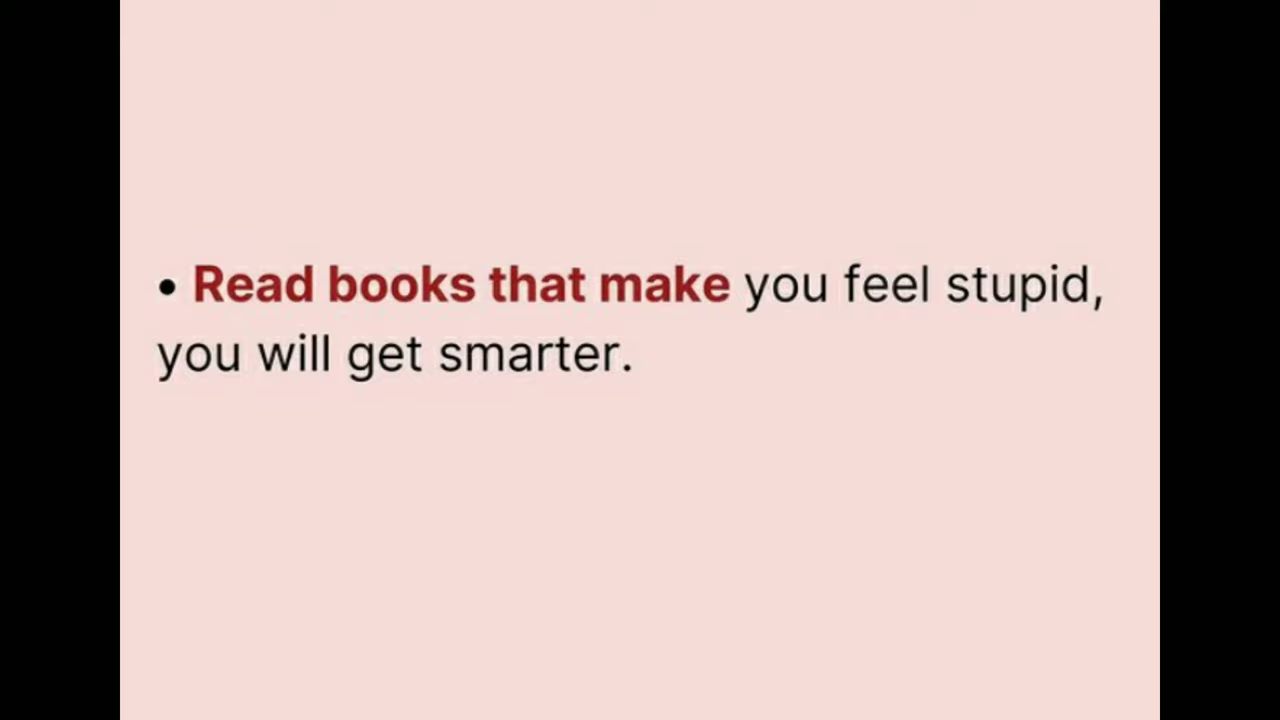 • Read books that make you feel stupid,
you will get smarter.